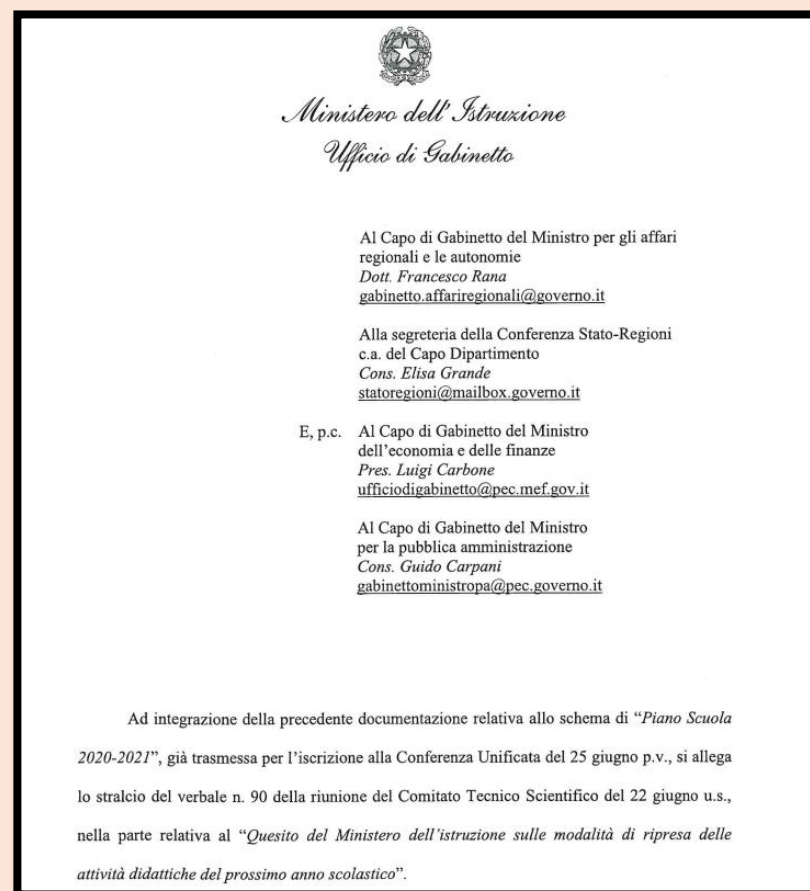 Ministero dell'Istruzione
Ufficio di Gabinetto
Al Capo di Gabinetto del Ministro per gli affari
regionali e le autonomie
Dott. Francesco Rana
gabinetto.affariregionali@governo.it
Alla segreteria della Conferenza Stato-Regioni
c.a. del Capo Dipartimento
Cons. Elisa Grande
statoregioni@mailbox.governo.it
E, p.c. Al Capo di Gabinetto del Ministro
dell'economia e delle finanze
Pres. Luigi Carbone
ufficiodigabinetto@pec.mef.gov.it
Al Capo di Gabinetto del Ministro
per la pubblica amministrazione
Cons. Guido Carpani
gabinettoministropa@pec.governo.it
Ad integrazione della precedente documentazione relativa allo schema di “Piano Scuola
2020-2021”, già trasmessa per l'iscrizione alla Conferenza Unificata del 25 giugno p.v., si allega
lo stralcio del verbale n. 90 della riunione del Comitato Tecnico Scientifico del 22 giugno u.s.,
nella parte relativa al “Quesito del Ministero dell'istruzione sulle modalità di ripresa delle
attività didattiche del prossimo anno scolastico”.